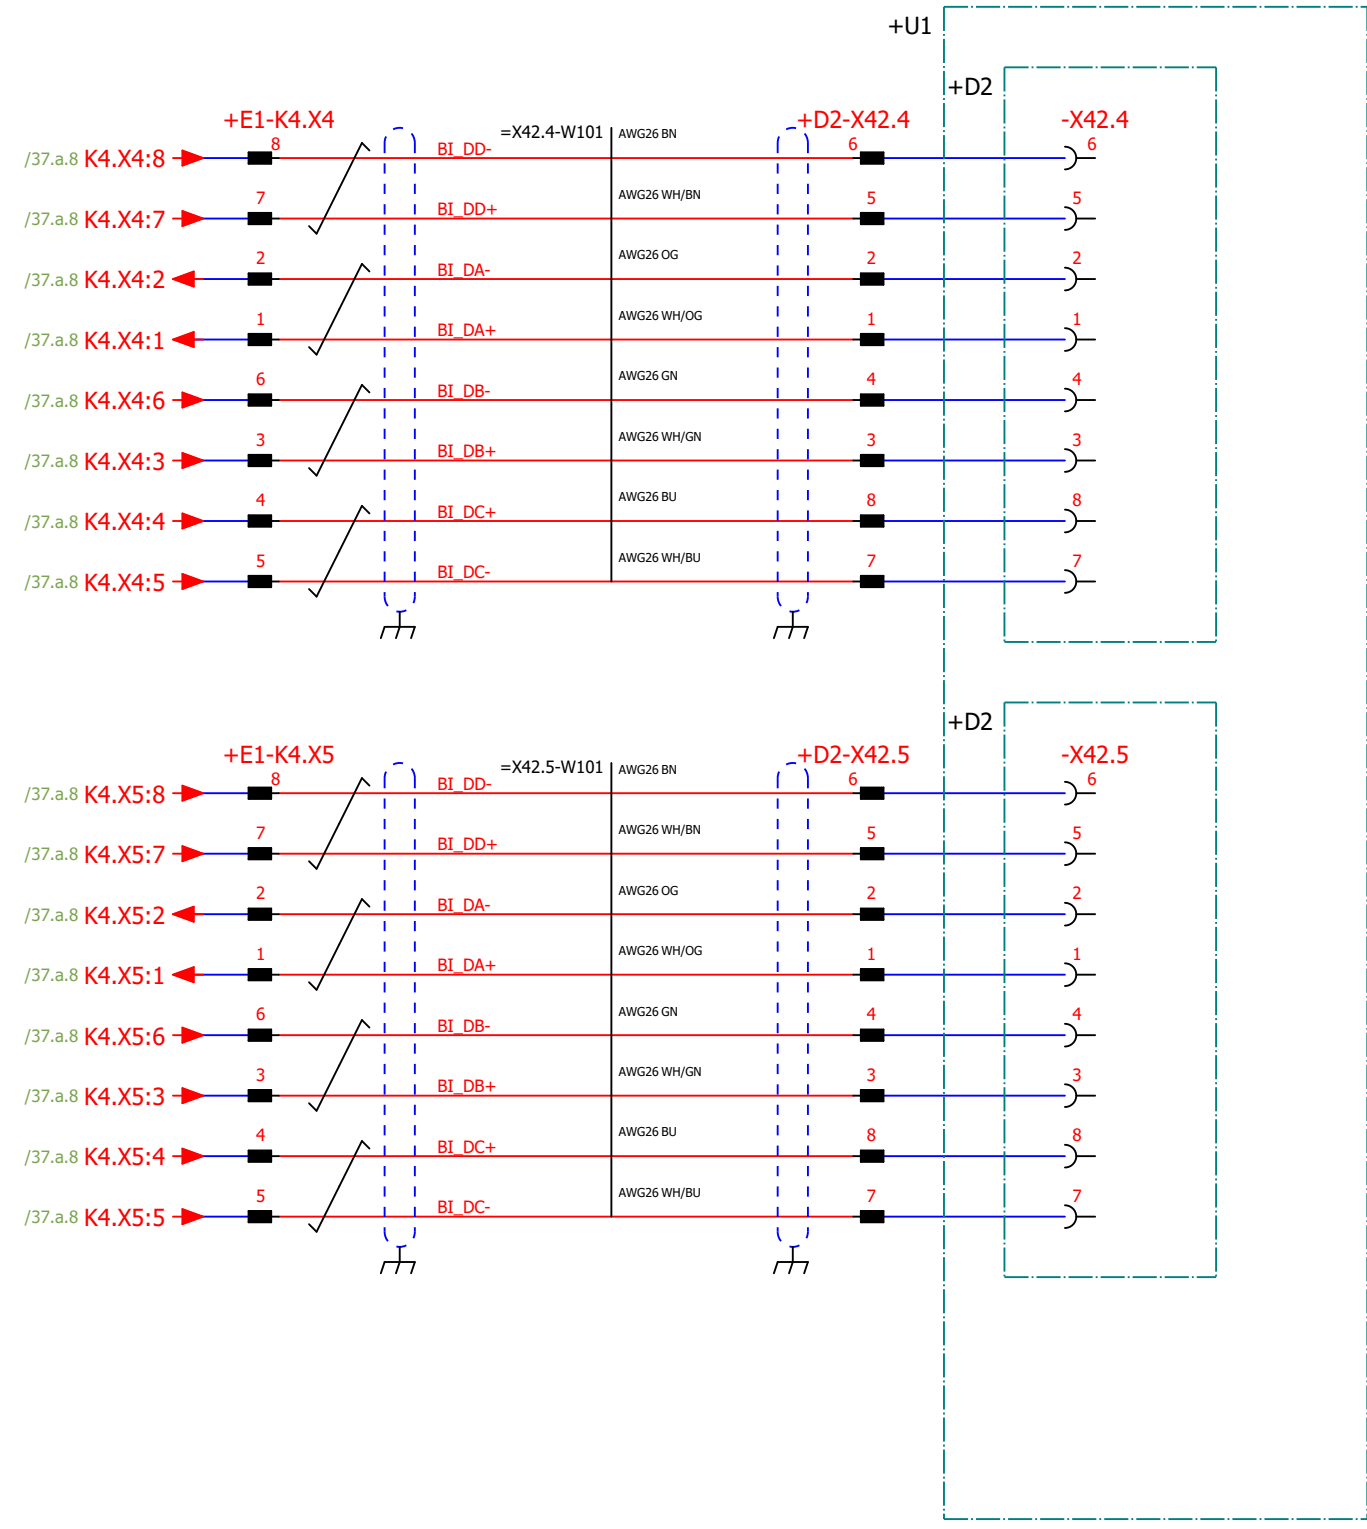 +U1
+D2
+E1-K4.X4 =X42.4-W101 AWG26 BN +D2-X42.4 -X42.4
/37.a.8 K4.X4:8 8 BI_DD- 6 6
/37.a.8 K4.X4:7 7 BI_DD+ AWG26 WH/BN 5 5
/37.a.8 K4.X4:2 2 BI_DA- AWG26 OG 2 2
/37.a.8 K4.X4:1 1 BI_DA+ AWG26 WH/OG 1 1
/37.a.8 K4.X4:6 6 BI_DB- AWG26 GN 4 4
/37.a.8 K4.X4:3 3 BI_DB+ AWG26 WH/GN 3 3
/37.a.8 K4.X4:4 4 BI_DC+ AWG26 BU 8 8
/37.a.8 K4.X4:5 5 BI_DC- AWG26 WH/BU 7 7
+D2
+E1-K4.X5 =X42.5-W101 AWG26 BN +D2-X42.5 -X42.5
/37.a.8 K4.X5:8 8 BI_DD- 6 6
/37.a.8 K4.X5:7 7 BI_DD+ AWG26 WH/BN 5 5
/37.a.8 K4.X5:2 2 BI_DA- AWG26 OG 2 2
/37.a.8 K4.X5:1 1 BI_DA+ AWG26 WH/OG 1 1
/37.a.8 K4.X5:6 6 BI_DB- AWG26 GN 4 4
/37.a.8 K4.X5:3 3 BI_DB+ AWG26 WH/GN 3 3
/37.a.8 K4.X5:4 4 BI_DC+ AWG26 BU 8 8
/37.a.8 K4.X5:5 5 BI_DC- AWG26 WH/BU 7 7